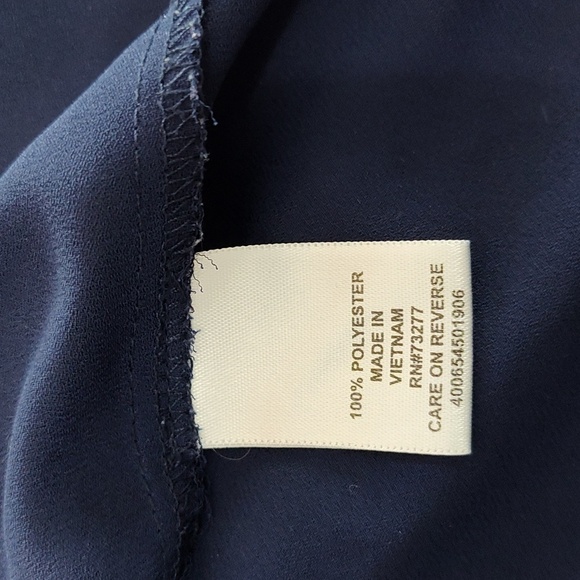 100% POLYESTER
MADE IN
VIETNAM
RN#73277
CARE ON REVERSE
400654501906